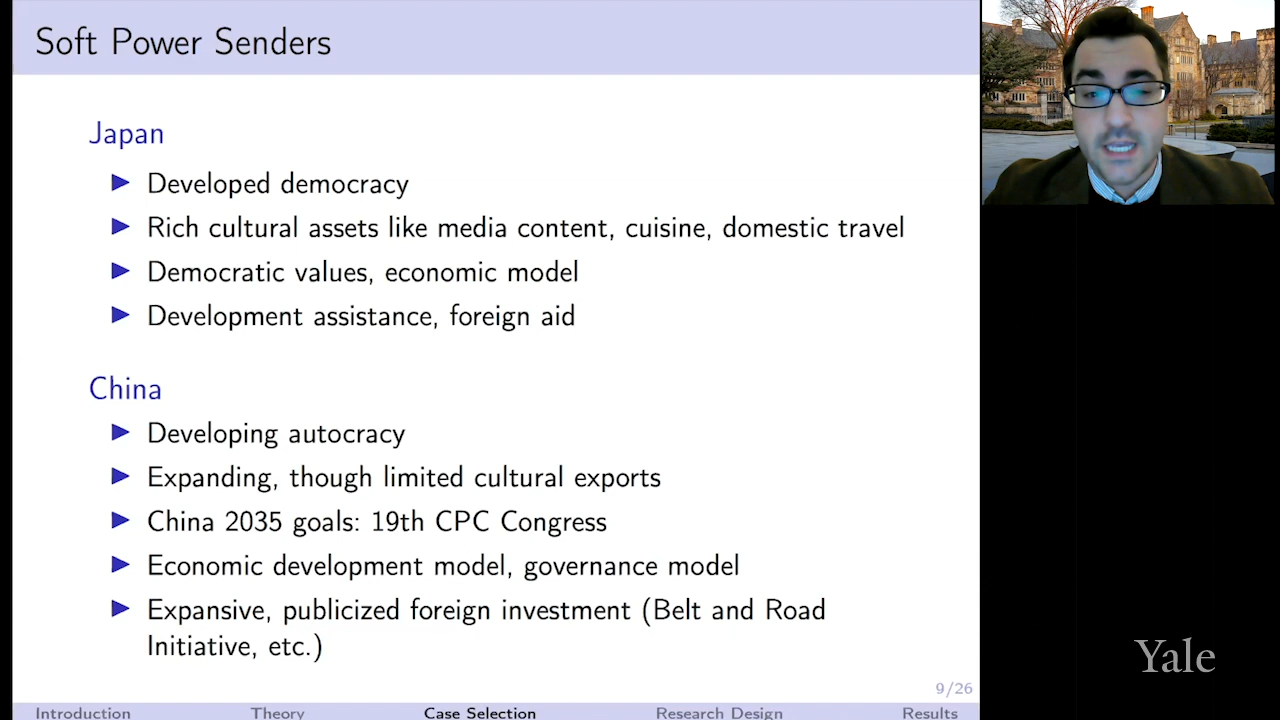 Soft Power Senders
Japan
Developed democracy
Rich cultural assets like media content, cuisine, domestic travel
Democratic values, economic model
Development assistance, foreign aid
China
Developing autocracy
Expanding, though limited cultural exports
China 2035 goals: 19th CPC Congress
Economic development model, governance model
Expansive, publicized foreign investment (Belt and Road
Initiative, etc.)
9/26
Introduction Theory Case Selection Research Design Results
Yale